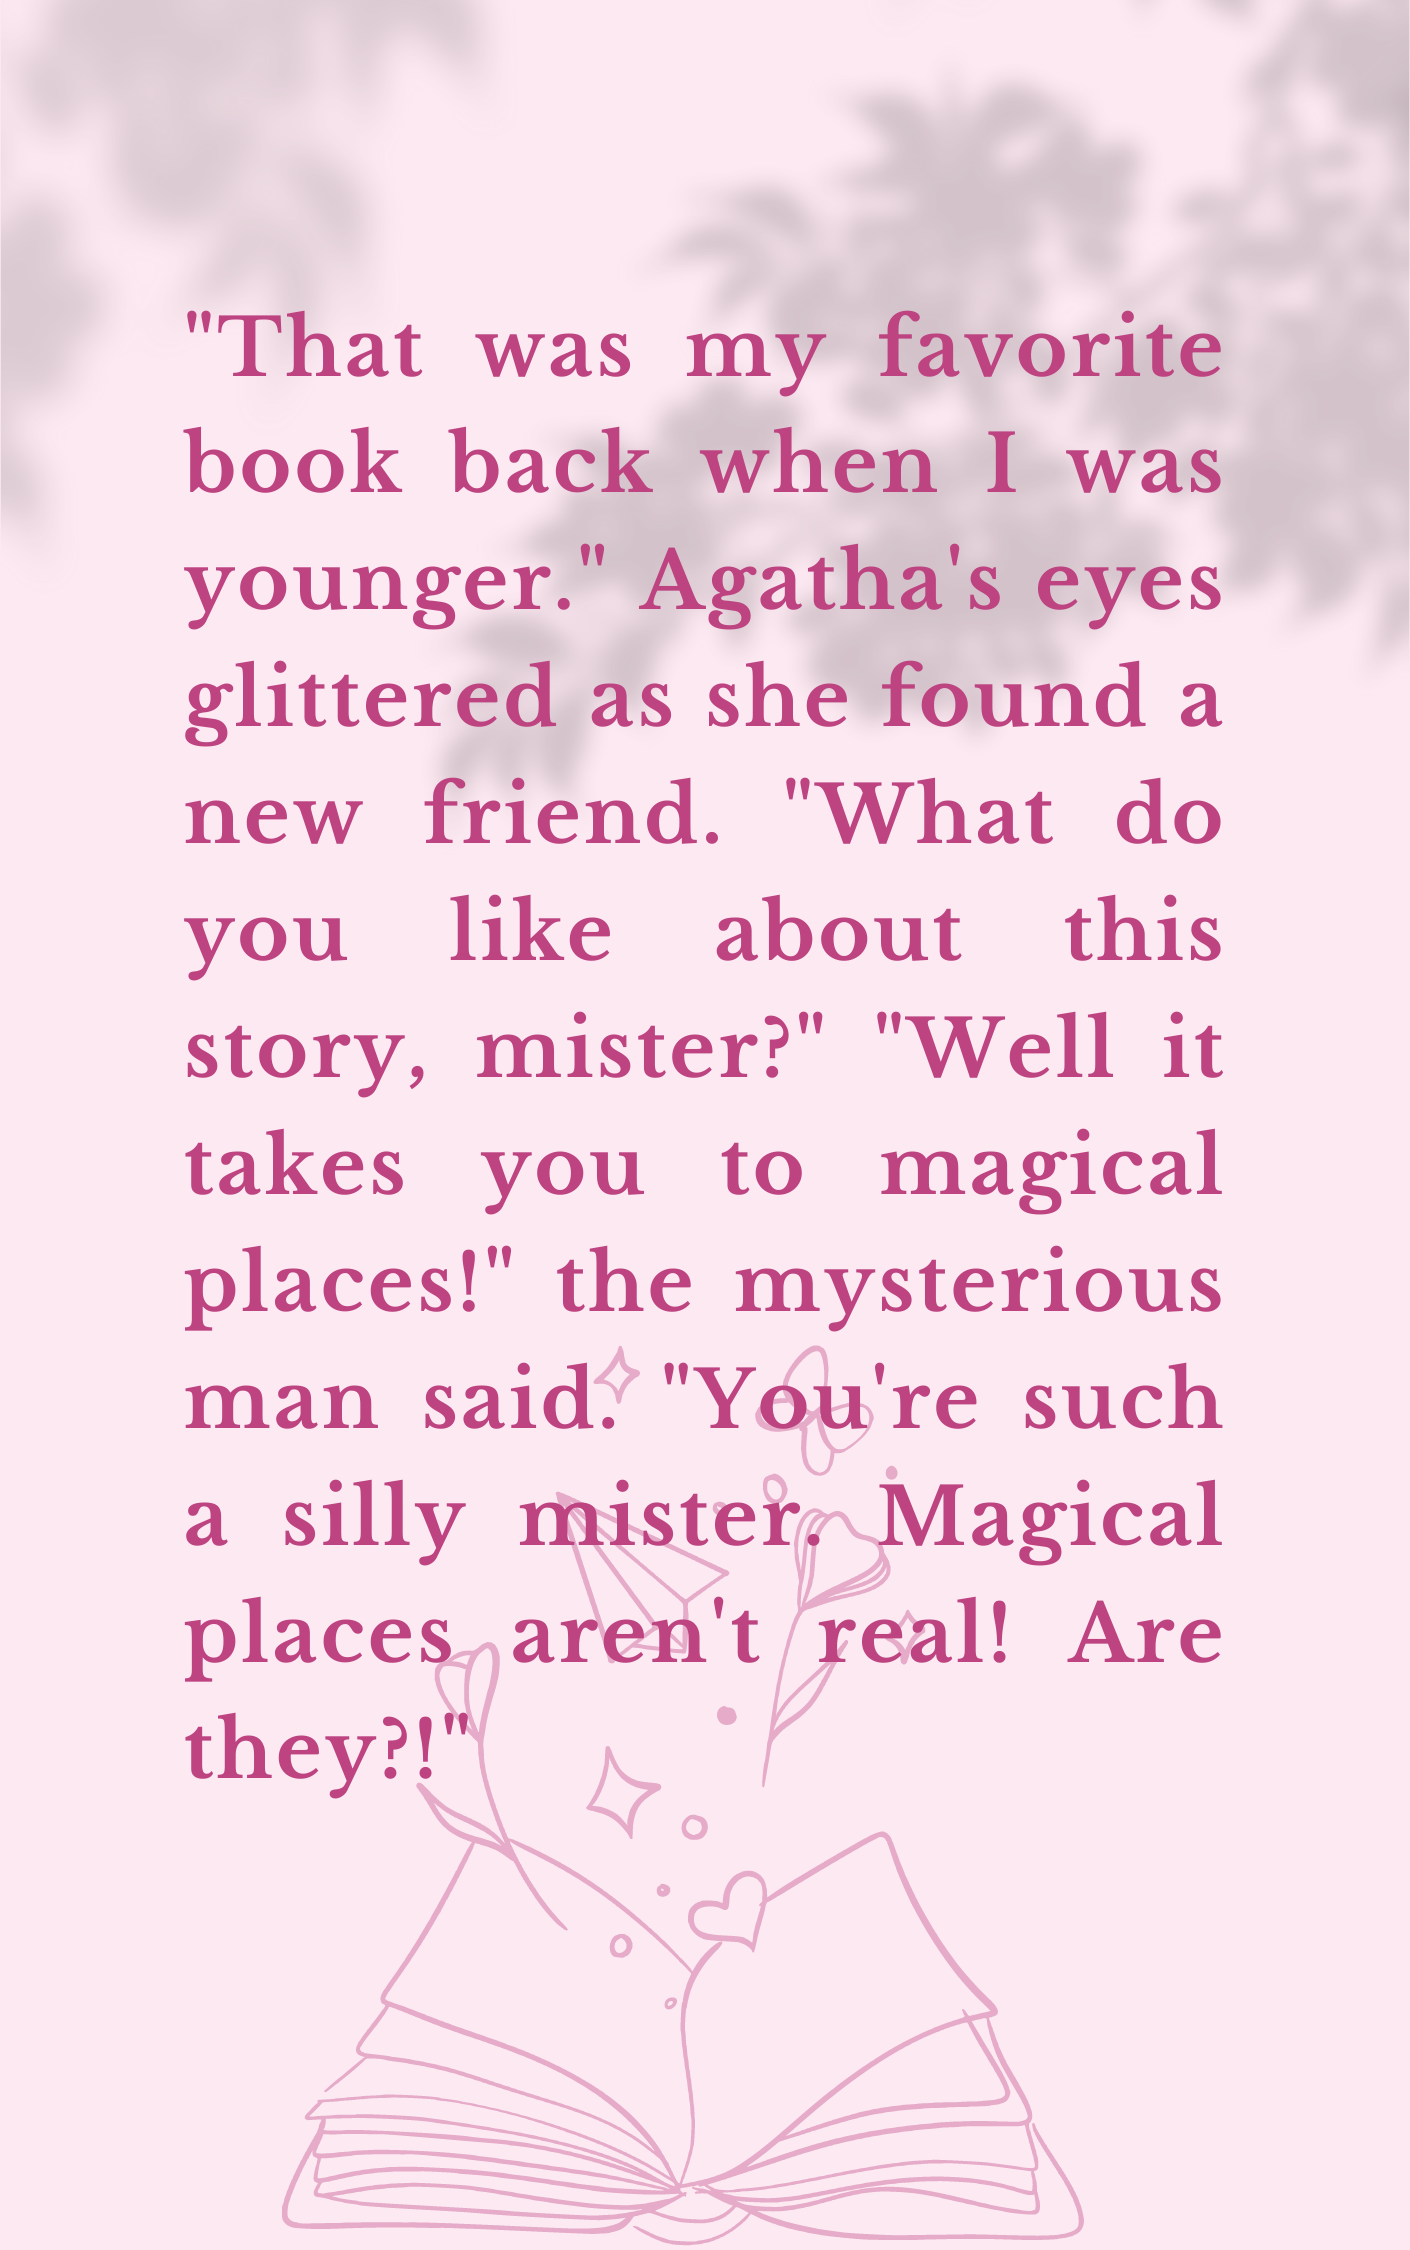 "That was my favorite
book back when I was
younger." Agatha's eyes
glittered as she found a
new friend. "What do
you like about this
story, mister?" "Well it
takes you to magical
places!" the mysterious
man said. "You're such
a silly mister. Magical
places aren't real! Are
they?!"